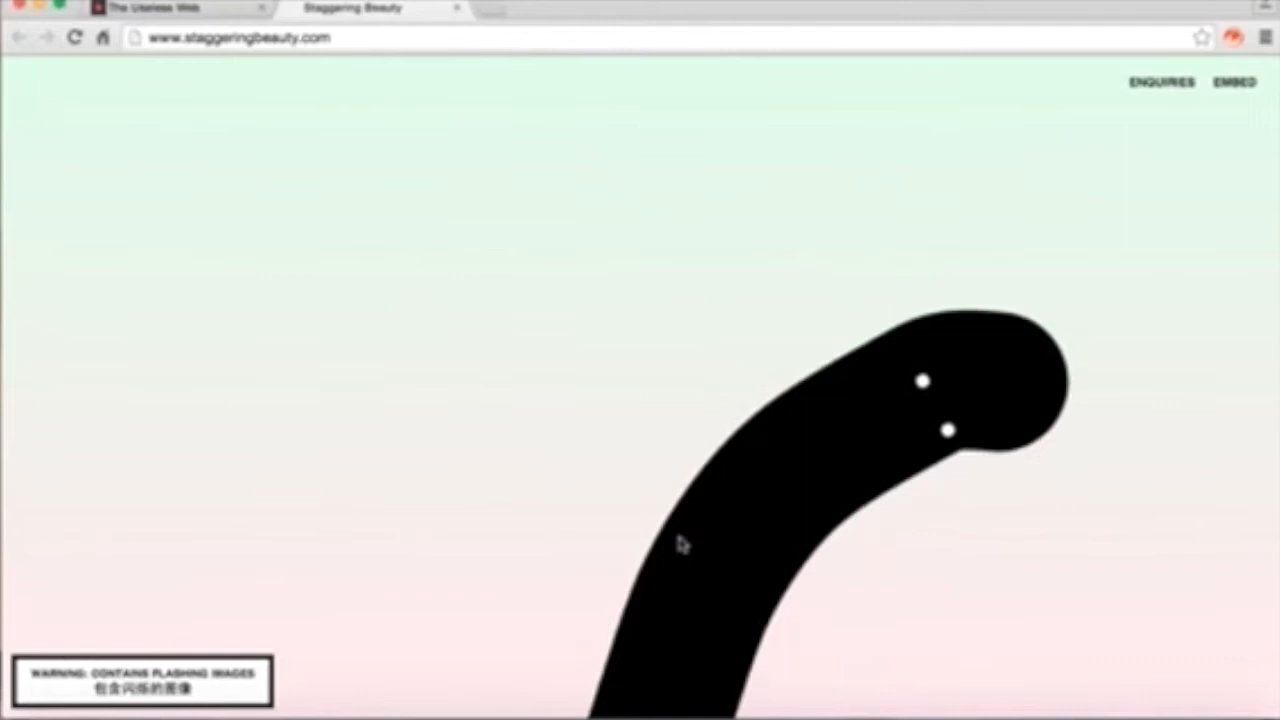 The Useless Web
Staggering Beauty
www.staggeringbeauty.com
ENQUIRIES EMBED
WARNING: CONTAINS FLASHING IMAGES
包含闪烁的图像